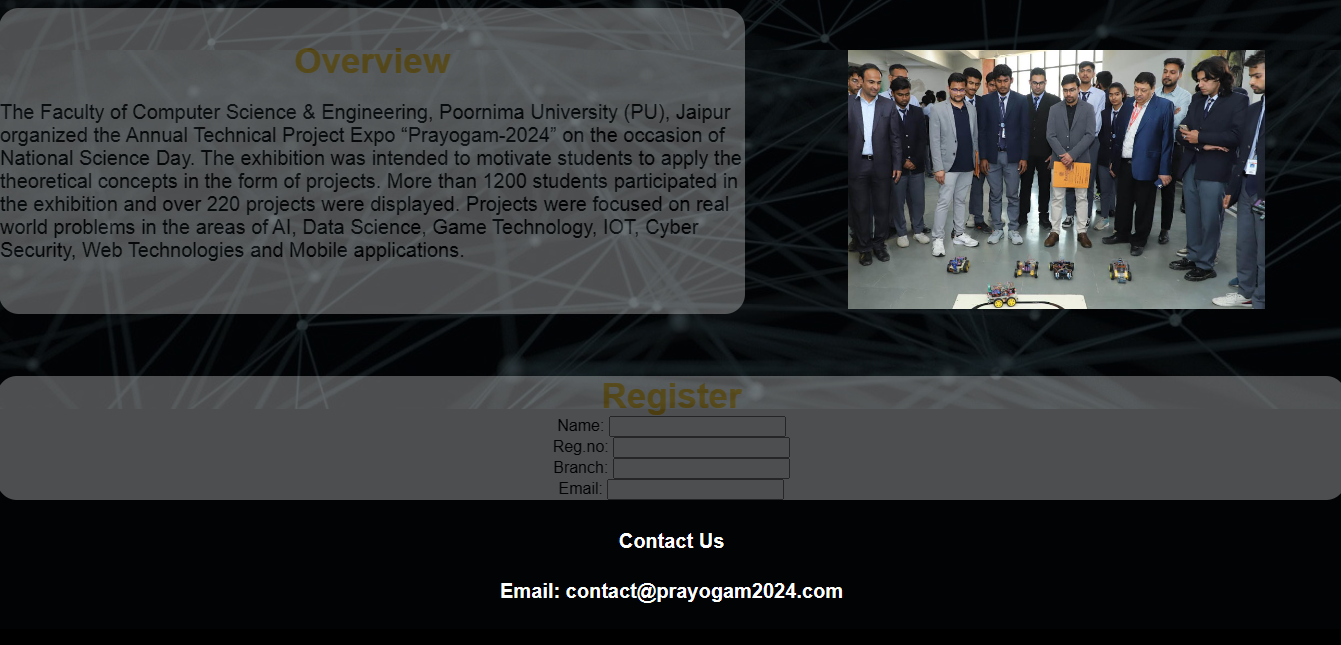 Overview
The Faculty of Computer Science & Engineering, Poornima University (PU), Jaipur
organized the Annual Technical Project Expo “Prayogam-2024” on the occasion of
National Science Day. The exhibition was intended to motivate students to apply the
theoretical concepts in the form of projects. More than 1200 students participated in
the exhibition and over 220 projects were displayed. Projects were focused on real
world problems in the areas of AI, Data Science, Game Technology, IOT, Cyber
Security, Web Technologies and Mobile applications.
Register
Name:
Reg.no:
Branch:
Email:
Contact Us
Email: contact@prayogam2024.com